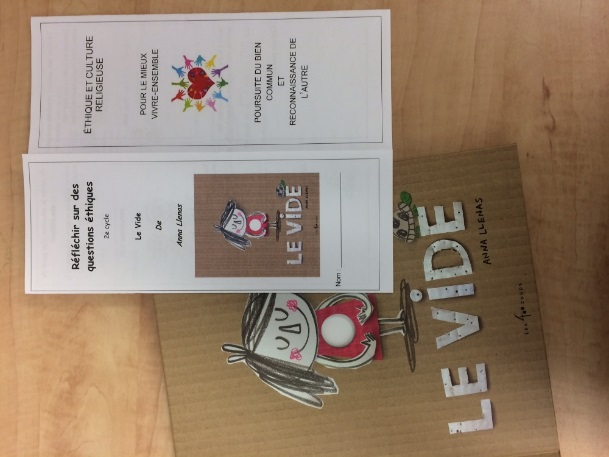 ÉTHIQUE ET CULTURE
RELIGIEUSE
POUR LE MIEUX
VIVRE-ENSEMBLE
POURSUITE DU BIEN
COMMUN
ET
RECONNAISSANCE DE
L'AUTRE
Réfléchir sur des
questions éthiques
2e cycle
Le Vide
De
Anna Llenas
LE VIDE
Nom
LE VIDE
ANNA LLENAS